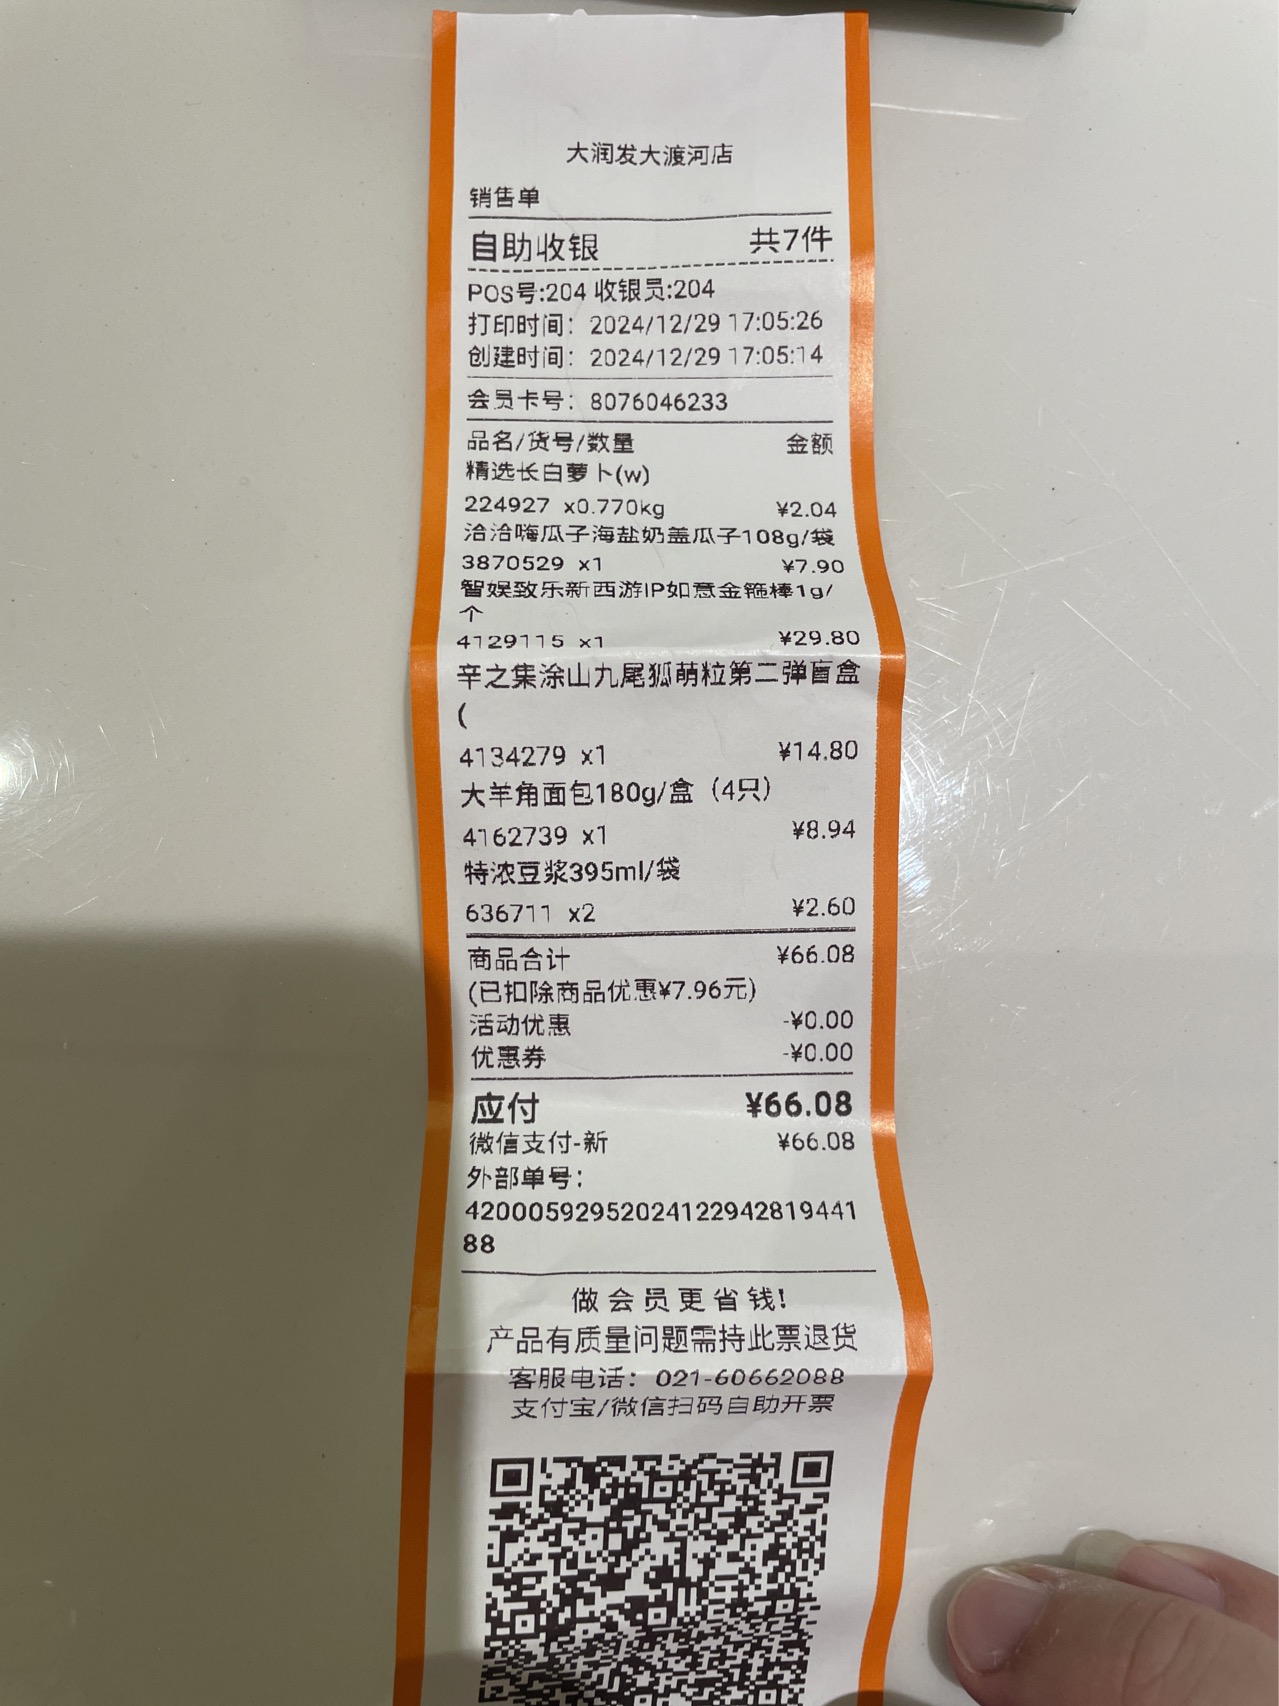 大润发大渡河店
销售单
自助收银 共7件
POS号:204 收银员:204
打印时间：2024/12/29 17:05:26
创建时间：2024/12/29 17:05:14
会员卡号：8076046233
品名/货号/数量 金额
精选长白萝卜(w)
224927 x0.770kg ¥2.04
洽洽嗨瓜子海盐奶盖瓜子108g/袋
3870529 x1 ¥7.90
智娱致乐新西游IP如意金箍棒1g/
个
4129115 x1 ¥29.80
辛之集涂山九尾狐萌粒第二弹盲盒
(
4134279 x1 ¥14.80
大羊角面包180g/盒（4只）
4162739 x1 ¥8.94
特浓豆浆395ml/袋
636711 x2 ¥2.60
商品合计 ¥66.08
(已扣除商品优惠¥7.96元)
活动优惠 -¥0.00
优惠券 -¥0.00
应付 ¥66.08
微信支付-新 ¥66.08
外部单号：
42000592952024122942819441
88
做会员更省钱!
产品有质量问题需持此票退货
客服电话：021-60662088
支付宝/微信扫码自助开票